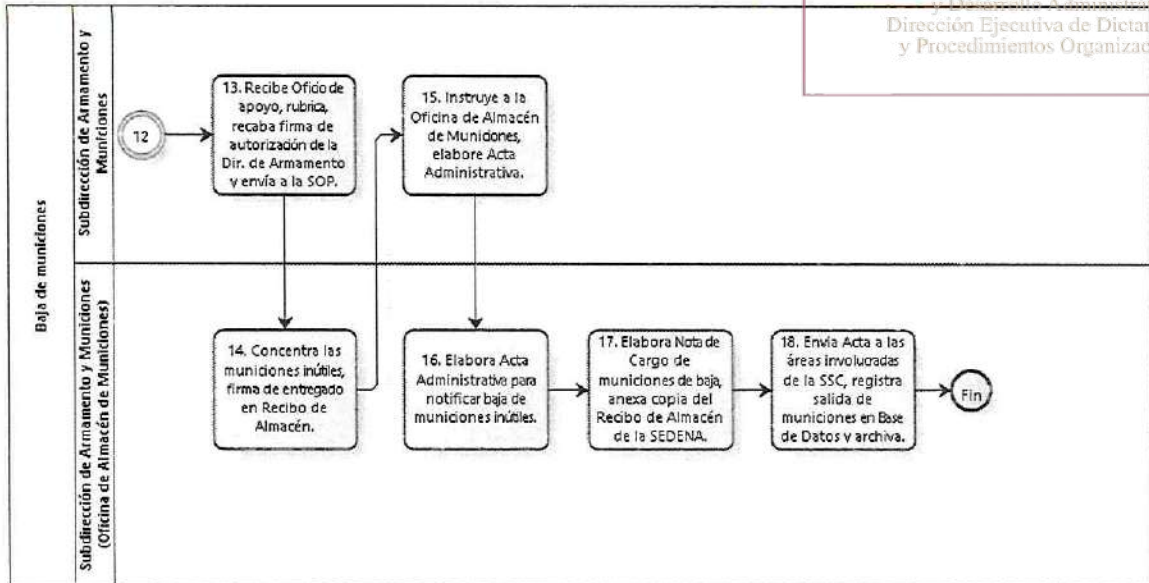 y Desarrollo
Dirección Ejecutiva de
y Procedimientos
Baja de municiones
Subdirección de Armamento y
Municiones
12
13. Recibe Oficio de
apoyo, rubrica,
recaba firma de
autorización de la
Dir. de Armamento
y envía a la SOP.
15. Instruye a la
Oficina de Almacén
de Municiones,
elabore Acta
Administrativa.
Subdirección de Armamento y Municiones
(Oficina de Almacén de Municiones)
14. Concentra las
municiones inútiles,
firma de entregado
en Recibo de
Almacén.
16. Elabora Acta
Administrativa para
notificar baja de
municiones inútiles.
17. Elabora Nota de
Cargo de
municiones de baja,
anexa copia del
Recibo de Almacén
de la SEDENA.
18. Envia Acta a las
áreas involucradas
de la SSC, registra
salida de
municiones en Base
de Datos y archiva.
Fin